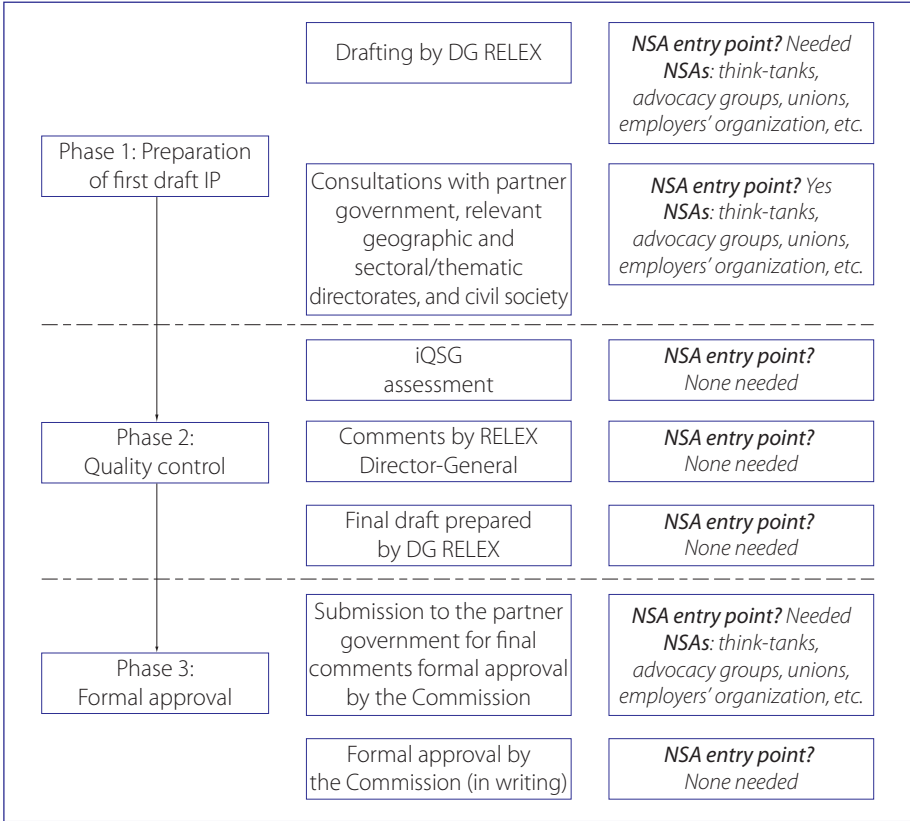 Drafting by DG RELEX
NSA entry point? Needed
NSAs: think-tanks,
advocacy groups, unions,
employers’ organization, etc.
Phase 1: Preparation
of first draft IP
Consultations with partner
government, relevant
geographic and
sectoral/thematic
directorates, and civil society
NSA entry point? Yes
NSAs: think-tanks,
advocacy groups, unions,
employers’ organization, etc.
iQSG
assessment
NSA entry point?
None needed
Phase 2:
Quality control
Comments by RELEX
Director-General
NSA entry point?
None needed
Final draft prepared
by DG RELEX
NSA entry point?
None needed
Phase 3:
Formal approval
Submission to the partner
government for final
comments formal approval
by the Commission
NSA entry point? Needed
NSAs: think-tanks,
advocacy groups, unions,
employers’ organization, etc.
Formal approval by
the Commission (in writing)
NSA entry point?
None needed